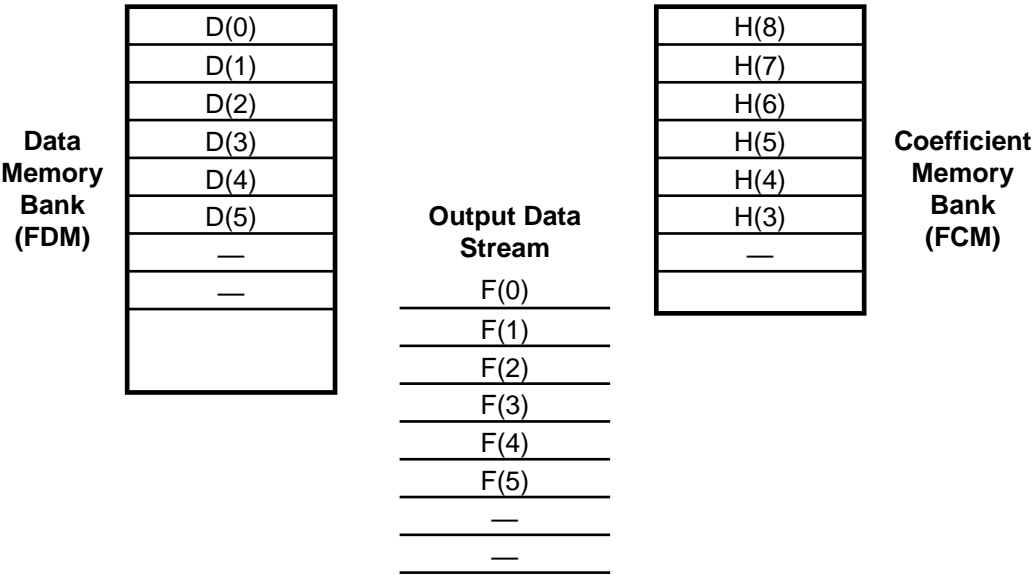 Data
Memory
Bank
(FDM)
D(0)
D(1)
D(2)
D(3)
D(4)
D(5)
—
—
Output Data
Stream
F(0)
F(1)
F(2)
F(3)
F(4)
F(5)
—
—
H(8)
H(7)
H(6)
H(5)
H(4)
H(3)
—
Coefficient
Memory
Bank
(FCM)